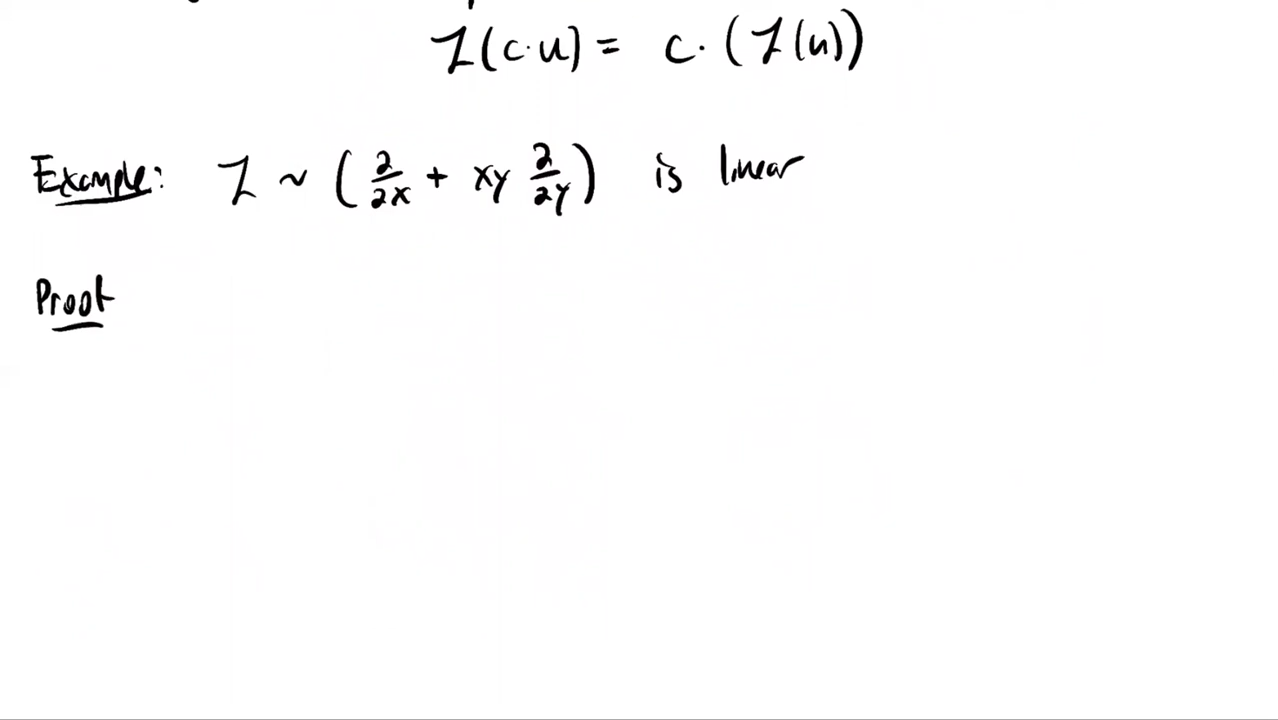 ℒ(c·u) = c·(ℒ(u))
Example: ℒ ~ (∂/∂x + xy ∂/∂y) is linear
Proof